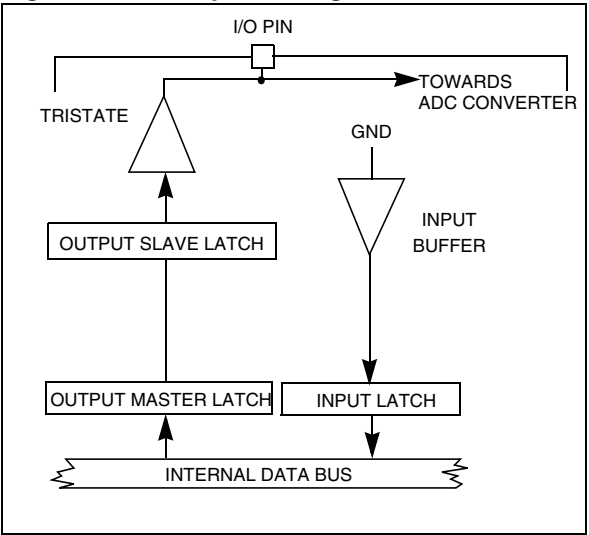 I/O PIN
TOWARDS
ADC CONVERTER
TRISTATE
GND
INPUT
BUFFER
OUTPUT SLAVE LATCH
OUTPUT MASTER LATCH
INPUT LATCH
INTERNAL DATA BUS